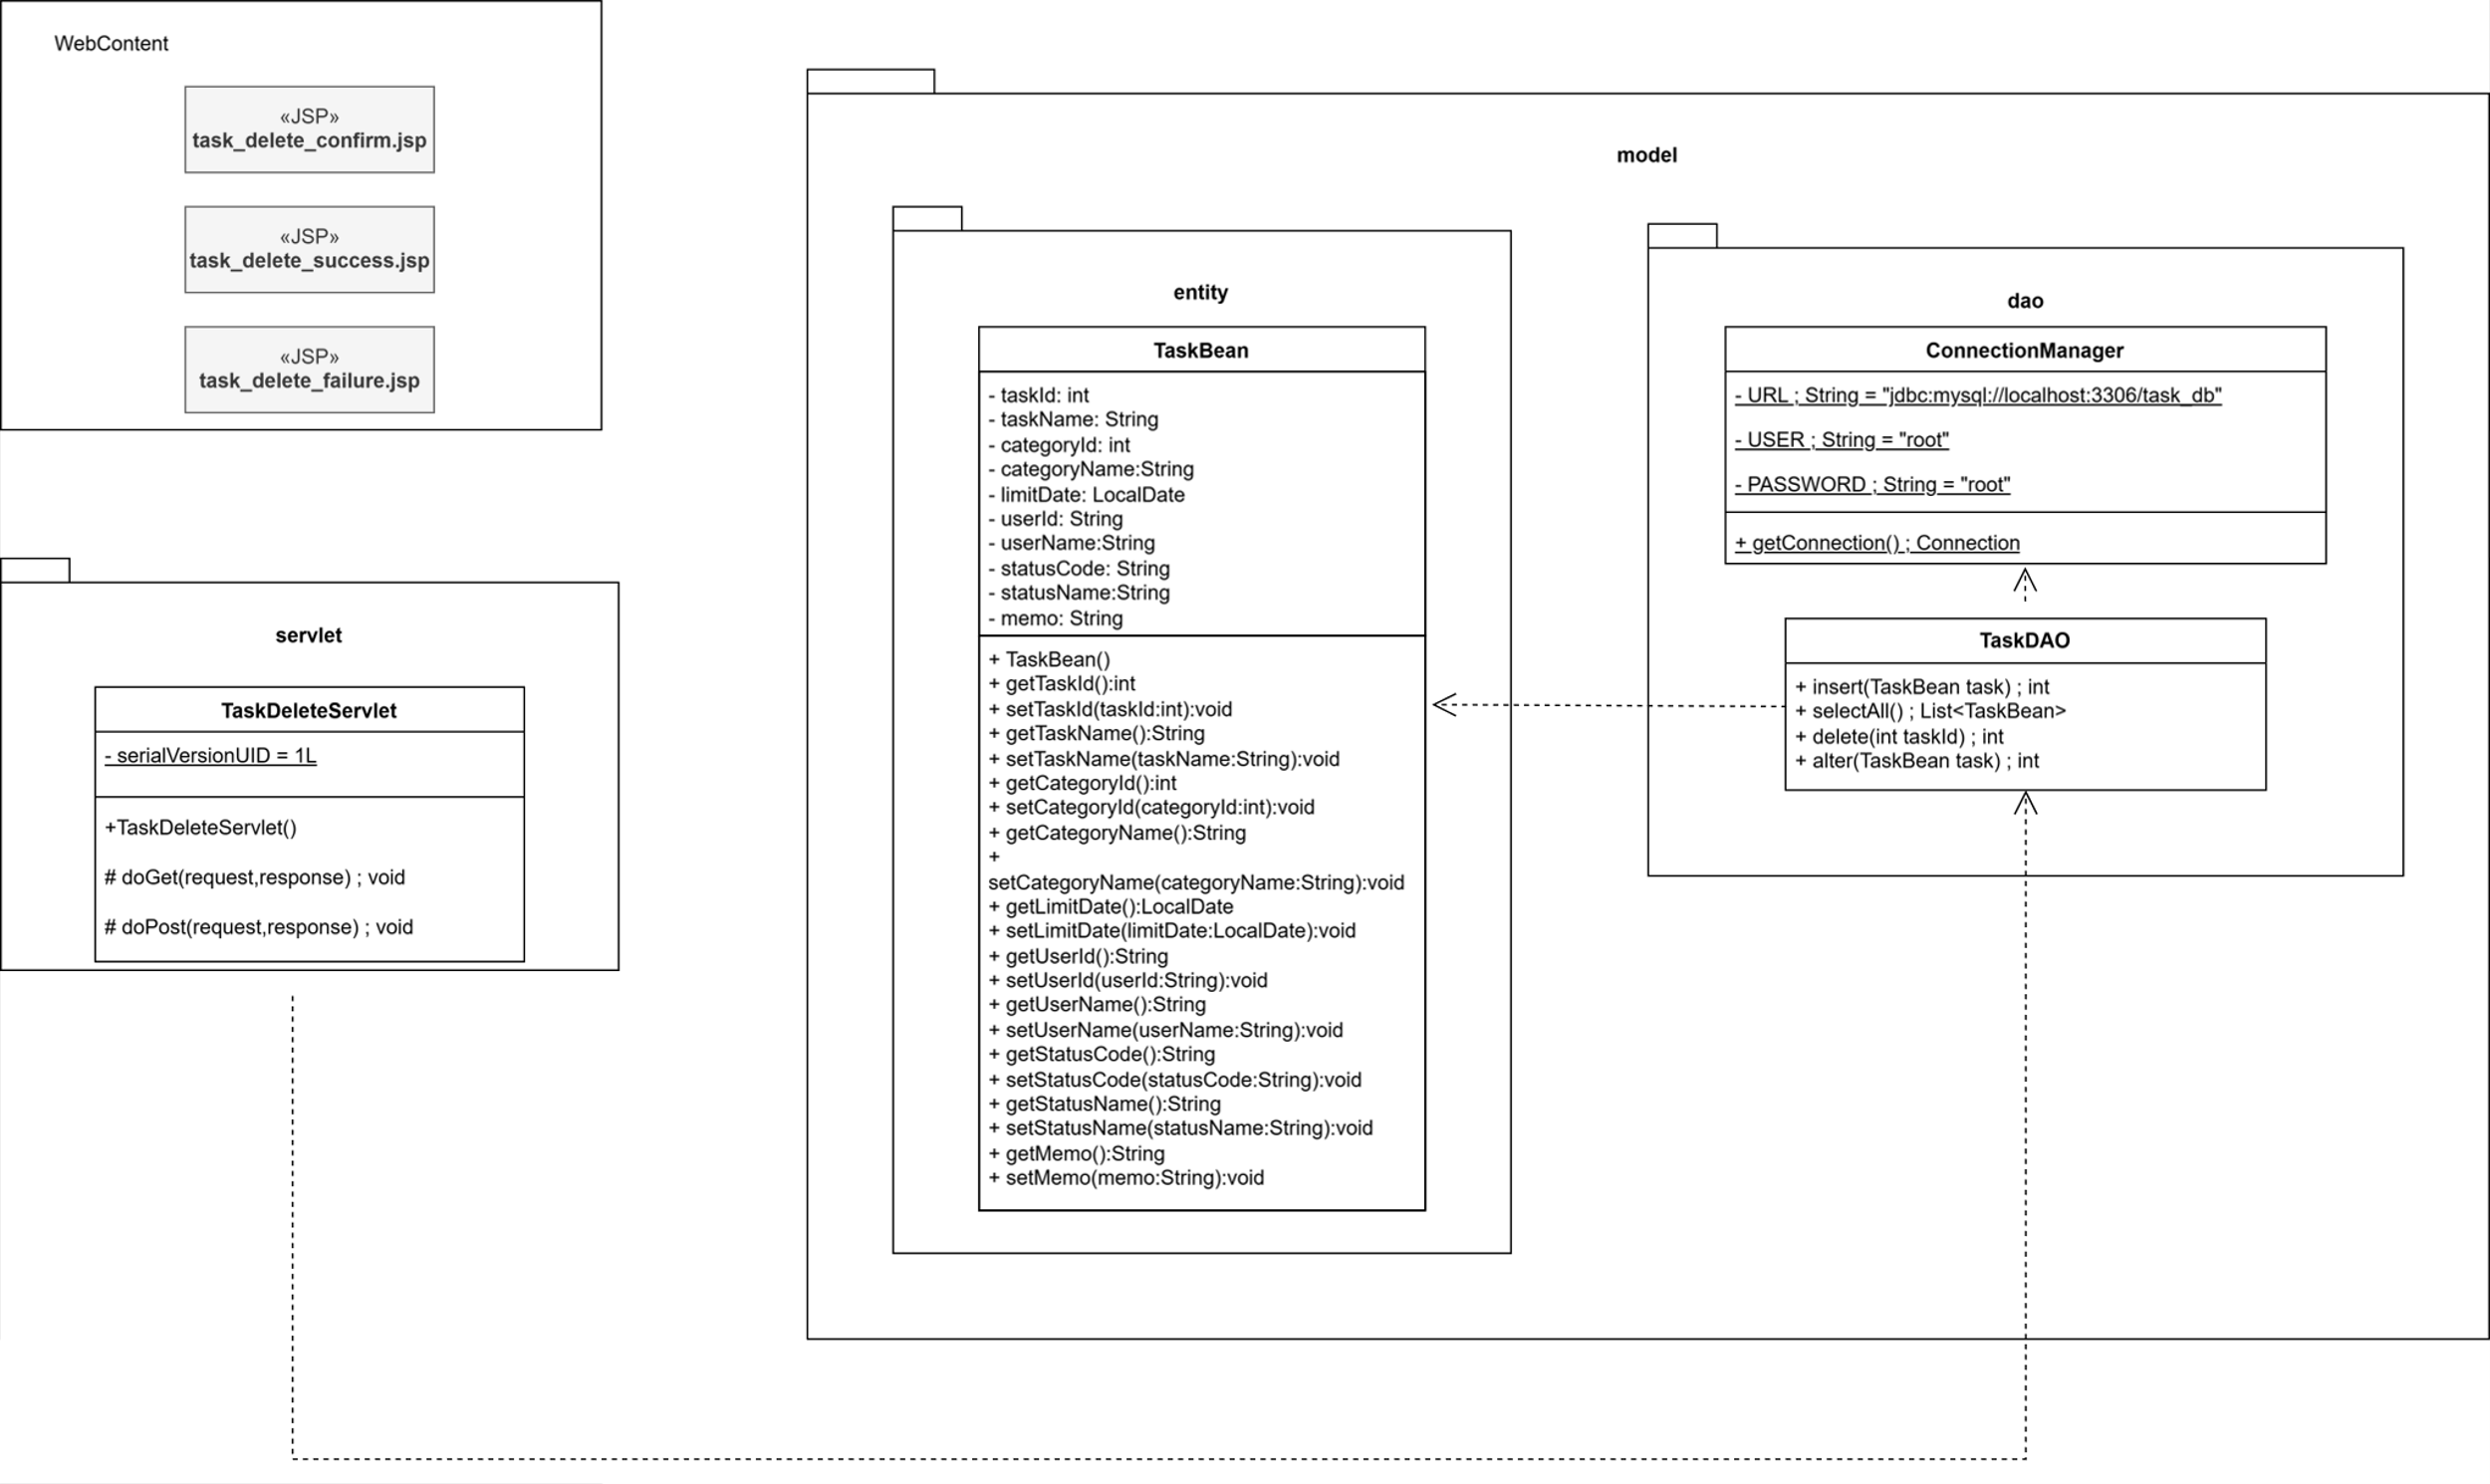 WebContent
«JSP»
task_delete_confirm.jsp
«JSP»
task_delete_success.jsp
«JSP»
task_delete_failure.jsp
servlet
TaskDeleteServlet
- serialVersionUID = 1L
+TaskDeleteServlet()
# doGet(request,response) ; void
# doPost(request,response) ; void
model
entity
TaskBean
- taskId: int
- taskName: String
- categoryId: int
- categoryName:String
- limitDate: LocalDate
- userId: String
- userName:String
- statusCode: String
- statusName:String
- memo: String
+ TaskBean()
+ getTaskId():int
+ setTaskId(taskId:int):void
+ getTaskName():String
+ setTaskName(taskName:String):void
+ getCategoryId():int
+ setCategoryId(categoryId:int):void
+ getCategoryName():String
+
setCategoryName(categoryName:String):void
+ getLimitDate():LocalDate
+ setLimitDate(limitDate:LocalDate):void
+ getUserId():String
+ setUserId(userId:String):void
+ getUserName():String
+ setUserName(userName:String):void
+ getStatusCode():String
+ setStatusCode(statusCode:String):void
+ getStatusName():String
+ setStatusName(statusName:String):void
+ getMemo():String
+ setMemo(memo:String):void
dao
ConnectionManager
- URL ; String = "jdbc:mysql://localhost:3306/task_db"
- USER ; String = "root"
- PASSWORD ; String = "root"
+ getConnection() ; Connection
TaskDAO
+ insert(TaskBean task) ; int
+ selectAll() ; List<TaskBean>
+ delete(int taskId) ; int
+ alter(TaskBean task) ; int